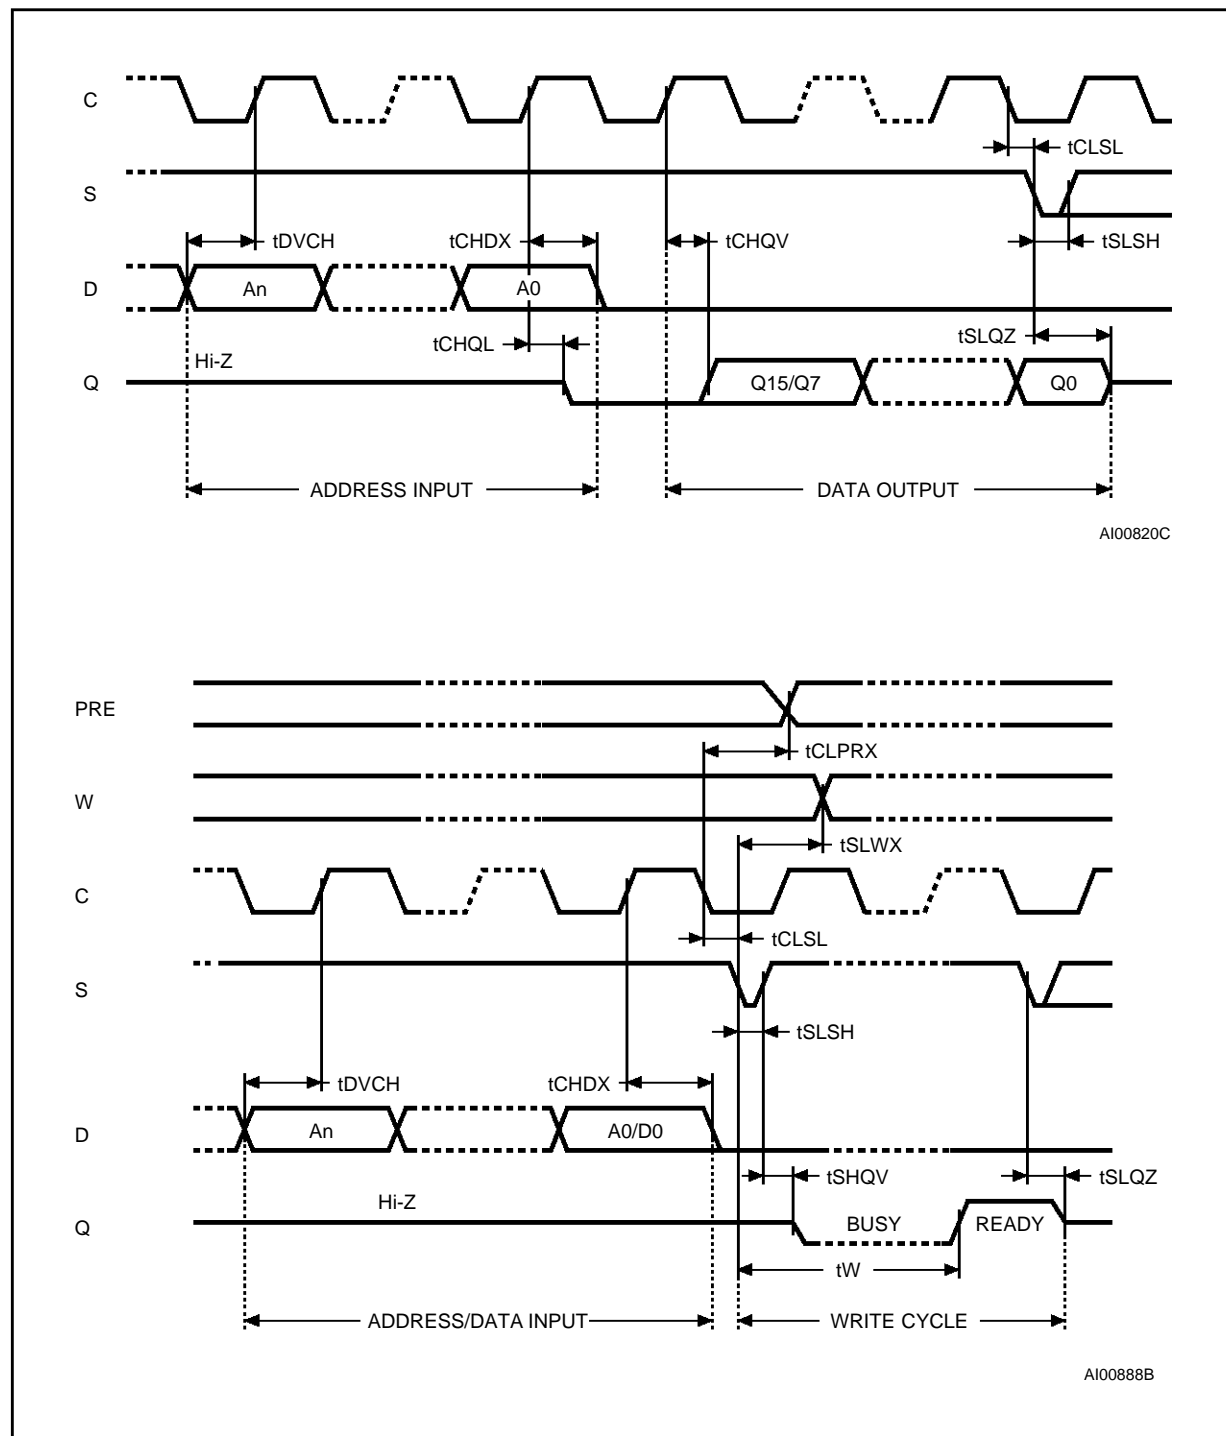 C
tCLSL
S
tDVCH
tCHDX
tCHQV
tSLSH
D
An
A0
tCHQL
tSLQZ
Hi-Z
Q
Q15/Q7
Q0
ADDRESS INPUT
DATA OUTPUT
AI00820C
PRE
tCLPRX
W
tSLWX
C
tCLSL
S
tSLSH
tDVCH
tCHDX
D
An
A0/D0
tSHQV
tSLQZ
Hi-Z
Q
BUSY
READY
tW
ADDRESS/DATA INPUT
WRITE CYCLE
AI00888B